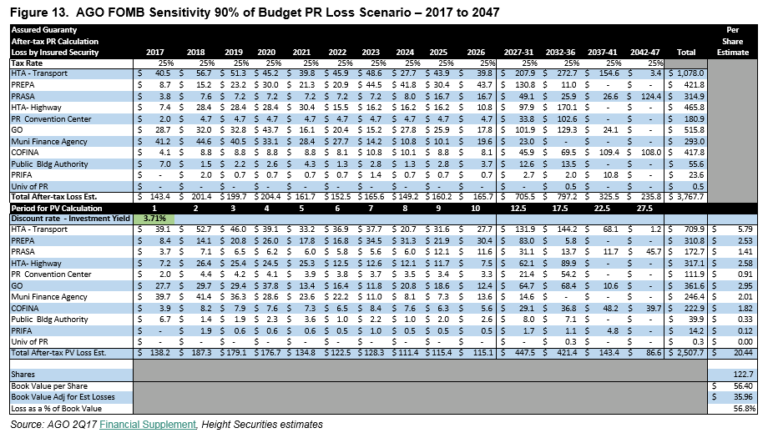 Figure 13. AGO FOMB Sensitivity 90% of Budget PR Loss Scenario – 2017 to 2047
Assured Guaranty
After-tax PR Calculation Per Share
Loss by Insured Security 2017 2018 2019 2020 2021 2022 2023 2024 2025 2026 2027-31 2032-36 2037-41 2042-47 Total Estimate
Tax Rate 25% 25% 25% 25% 25% 25% 25% 25% 25% 25% 25% 25% 25% 25%
HTA - Transport $ 40.5 $ 56.7 $ 51.3 $ 45.2 $ 39.8 $ 45.9 $ 48.6 $ 27.7 $ 43.9 $ 39.8 $ 207.9 $ 272.7 $ 154.6 $ 3.4 $ 1,078.0
PREPA $ 8.7 $ 15.2 $ 23.2 $ 30.0 $ 21.3 $ 20.9 $ 44.5 $ 41.8 $ 30.4 $ 43.7 $ 130.8 $ 11.0 $ - $ - $ 421.8
PRASA $ 3.8 $ 7.6 $ 7.2 $ 7.2 $ 7.2 $ 7.2 $ 7.2 $ 8.0 $ 16.7 $ 16.7 $ 49.1 $ 25.9 $ 26.6 $ 124.4 $ 314.9
HTA- Highway $ 7.4 $ 28.4 $ 28.4 $ 28.4 $ 30.4 $ 15.5 $ 16.2 $ 16.2 $ 16.2 $ 10.8 $ 97.9 $ 170.1 $ - $ - $ 465.8
PR Convention Center $ 2.0 $ 4.7 $ 4.7 $ 4.7 $ 4.7 $ 4.7 $ 4.7 $ 4.7 $ 4.7 $ 4.7 $ 33.8 $ 102.6 $ - $ - $ 180.9
GO $ 28.7 $ 32.0 $ 32.8 $ 43.7 $ 16.1 $ 20.4 $ 15.2 $ 27.8 $ 25.9 $ 17.8 $ 101.9 $ 129.3 $ 24.1 $ - $ 515.8
Muni Finance Agency $ 41.2 $ 44.6 $ 40.5 $ 33.1 $ 28.4 $ 27.7 $ 14.2 $ 10.8 $ 10.1 $ 19.6 $ 23.0 $ - $ - $ - $ 293.0
COFINA $ 4.1 $ 8.8 $ 8.8 $ 8.8 $ 8.8 $ 8.1 $ 10.8 $ 10.1 $ 8.8 $ 8.1 $ 45.9 $ 69.5 $ 109.4 $ 108.0 $ 417.8
Public Bldg Authority $ 7.0 $ 1.5 $ 2.2 $ 2.6 $ 4.3 $ 1.3 $ 2.8 $ 1.3 $ 2.8 $ 3.7 $ 12.6 $ 13.5 $ - $ - $ 55.6
PRIFA $ - $ 2.0 $ 0.7 $ 0.7 $ 0.7 $ 0.7 $ 1.4 $ 0.7 $ 0.7 $ 0.7 $ 2.7 $ 2.0 $ 10.8 $ - $ 23.6
Univ of PR $ - $ - $ - $ - $ - $ - $ - $ - $ - $ - $ - $ 0.5 $ - $ - $ 0.5
Total After-tax Loss Est. $ 143.4 $ 201.4 $ 199.7 $ 204.4 $ 161.7 $ 152.5 $ 165.6 $ 149.2 $ 160.2 $ 165.7 $ 705.5 $ 797.2 $ 325.5 $ 235.8 $ 3,767.7
Period for PV Calculation 1 2 3 4 5 6 7 8 9 10 12.5 17.5 22.5 27.5
Discount rate - Investment Yield 3.71%
HTA - Transport $ 39.1 $ 52.7 $ 46.0 $ 39.1 $ 33.2 $ 36.9 $ 37.7 $ 20.7 $ 31.6 $ 27.7 $ 131.9 $ 144.2 $ 68.1 $ 1.2 $ 709.9 $ 5.79
PREPA $ 8.4 $ 14.1 $ 20.8 $ 26.0 $ 17.8 $ 16.8 $ 34.5 $ 31.3 $ 21.9 $ 30.4 $ 83.0 $ 5.8 $ - $ - $ 310.8 $ 2.53
PRASA $ 3.7 $ 7.1 $ 6.5 $ 6.2 $ 6.0 $ 5.8 $ 5.6 $ 6.0 $ 12.1 $ 11.6 $ 31.1 $ 13.7 $ 11.7 $ 45.7 $ 172.7 $ 1.41
HTA- Highway $ 7.2 $ 26.4 $ 25.4 $ 24.5 $ 25.3 $ 12.5 $ 12.6 $ 12.1 $ 11.7 $ 7.5 $ 62.1 $ 89.9 $ - $ - $ 317.1 $ 2.58
PR Convention Center $ 2.0 $ 4.4 $ 4.2 $ 4.1 $ 3.9 $ 3.8 $ 3.7 $ 3.5 $ 3.4 $ 3.3 $ 21.4 $ 54.2 $ - $ - $ 111.9 $ 0.91
GO $ 27.7 $ 29.7 $ 29.4 $ 37.8 $ 13.4 $ 16.4 $ 11.8 $ 20.8 $ 18.6 $ 12.4 $ 64.7 $ 68.4 $ 10.6 $ - $ 361.6 $ 2.95
Muni Finance Agency $ 39.7 $ 41.4 $ 36.3 $ 28.6 $ 23.6 $ 22.2 $ 11.0 $ 8.1 $ 7.3 $ 13.6 $ 14.6 $ - $ - $ - $ 246.4 $ 2.01
COFINA $ 3.9 $ 8.2 $ 7.9 $ 7.6 $ 7.3 $ 6.5 $ 8.4 $ 7.6 $ 6.3 $ 5.6 $ 29.1 $ 36.8 $ 48.2 $ 39.7 $ 222.9 $ 1.82
Public Bldg Authority $ 6.7 $ 1.4 $ 1.9 $ 2.3 $ 3.6 $ 1.0 $ 2.2 $ 1.0 $ 2.0 $ 2.6 $ 8.0 $ 7.1 $ - $ - $ 39.9 $ 0.33
PRIFA $ - $ 1.9 $ 0.6 $ 0.6 $ 0.6 $ 0.5 $ 1.0 $ 0.5 $ 0.5 $ 0.5 $ 1.7 $ 1.1 $ 4.8 $ - $ 14.2 $ 0.12
Univ of PR $ - $ - $ - $ - $ - $ - $ - $ - $ - $ - $ - $ 0.3 $ - $ - $ 0.3 $ 0.00
Total After-tax PV Loss Est. $ 138.2 $ 187.3 $ 179.1 $ 176.7 $ 134.8 $ 122.5 $ 128.3 $ 111.4 $ 115.4 $ 115.1 $ 447.5 $ 421.4 $ 143.4 $ 86.6 $ 2,507.7 $ 20.44
Shares 122.7
Book Value per Share $ 56.40
Book Value Adj for Est Losses $ 35.96
Loss as a % of Book Value 56.8%
Source: AGO 2Q17 Financial Supplement, Height Securities estimates